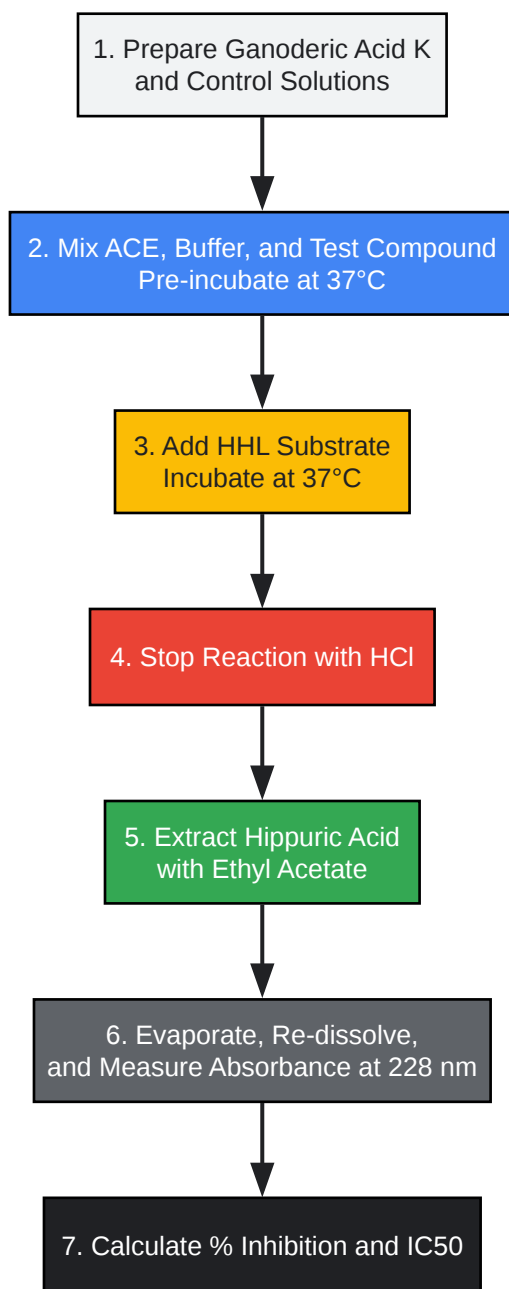 1. Prepare Ganoderic Acid K
and Control Solutions
2. Mix ACE, Buffer, and Test Compound
Pre-incubate at 37°C
3. Add HHL Substrate
Incubate at 37°C
4. Stop Reaction with HCl
5. Extract Hippuric Acid
with Ethyl Acetate
6. Evaporate, Re-dissolve,
and Measure Absorbance at 228 nm
7. Calculate % Inhibition and IC50